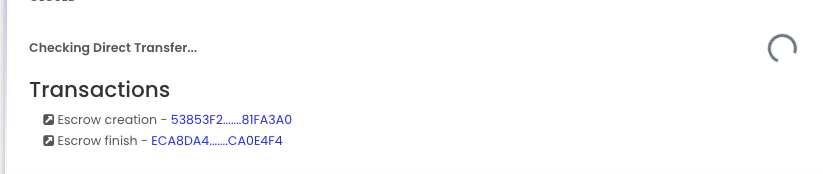 Checking Direct Transfer...
Transactions
Escrow creation - 53853F2.......81FA3A0
Escrow finish - ECA8DA4.......CA0E4F4